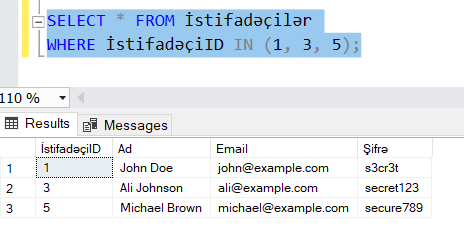 SELECT * FROM İstifadəçilər
WHERE İstifadəçiID IN (1, 3, 5);
110 %
Results Messages
İstifadəçiID Ad Email Şifrə
1 1 John Doe john@example.com s3cr3t
2 3 Ali Johnson ali@example.com secret123
3 5 Michael Brown michael@example.com secure789